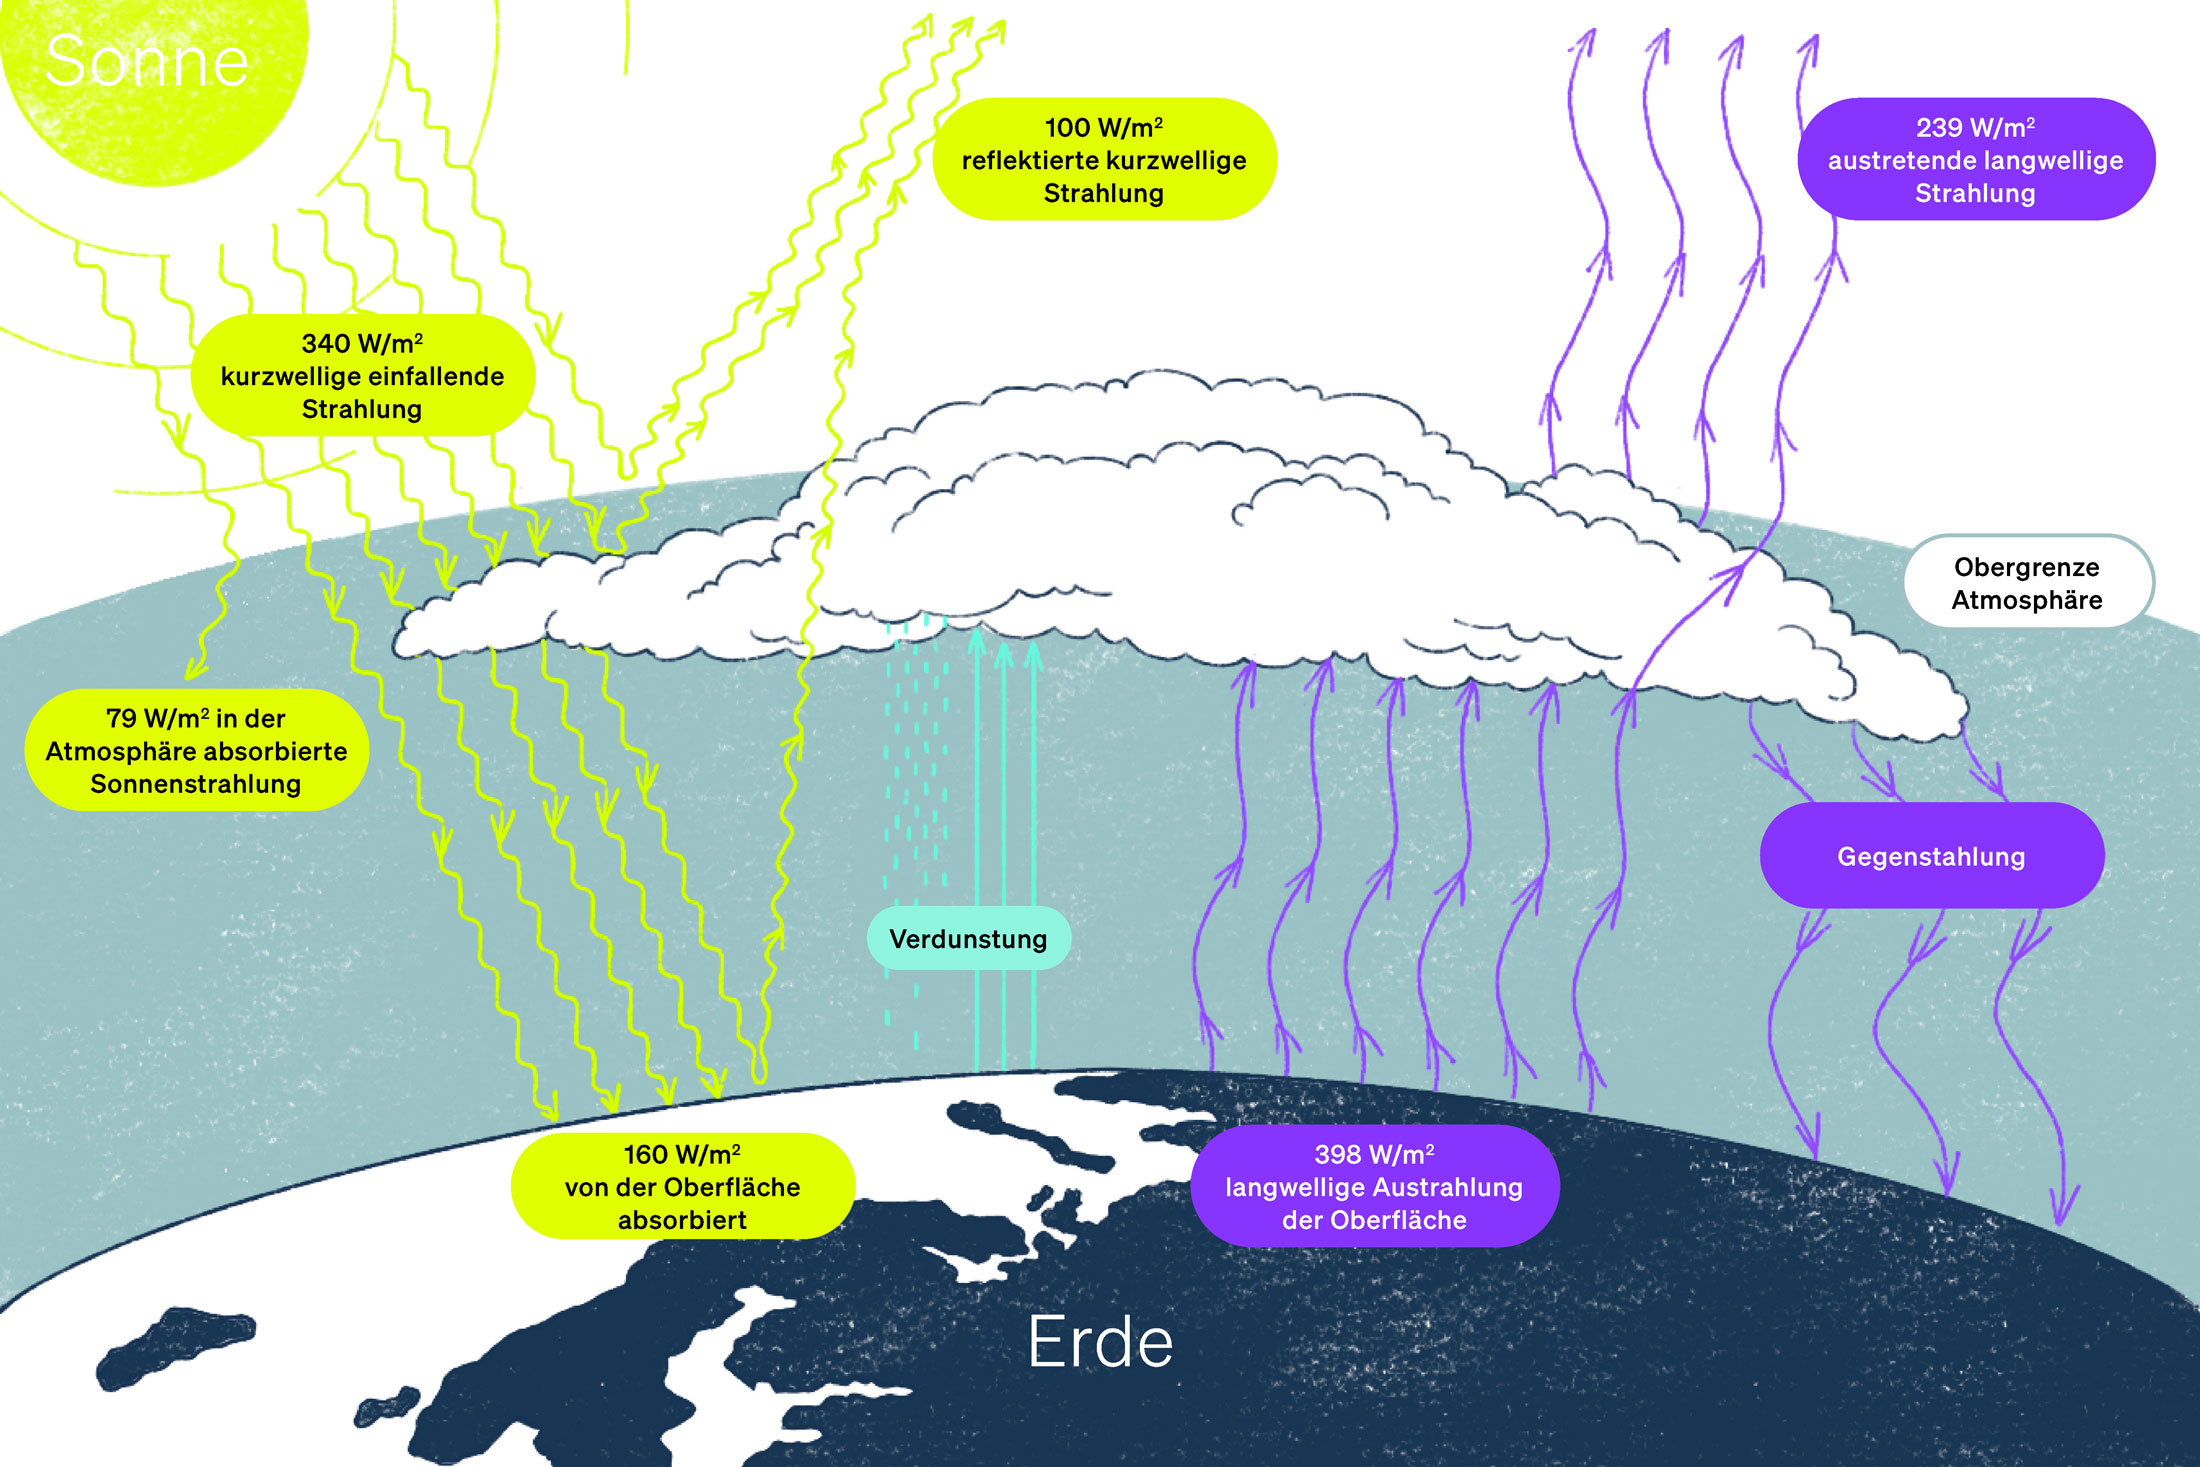 Sonne
100 W/m²
reflektierte kurzwellige
Strahlung
239 W/m²
austretende langwellige
Strahlung
340 W/m²
kurzwellige einfallende
Strahlung
Obergrenze
Atmosphäre
79 W/m² in der
Atmosphäre absorbierte
Sonnenstrahlung
Gegenstahlung
Verdunstung
160 W/m²
von der Oberfläche
absorbiert
398 W/m²
langwellige Austrahlung
der Oberfläche
Erde